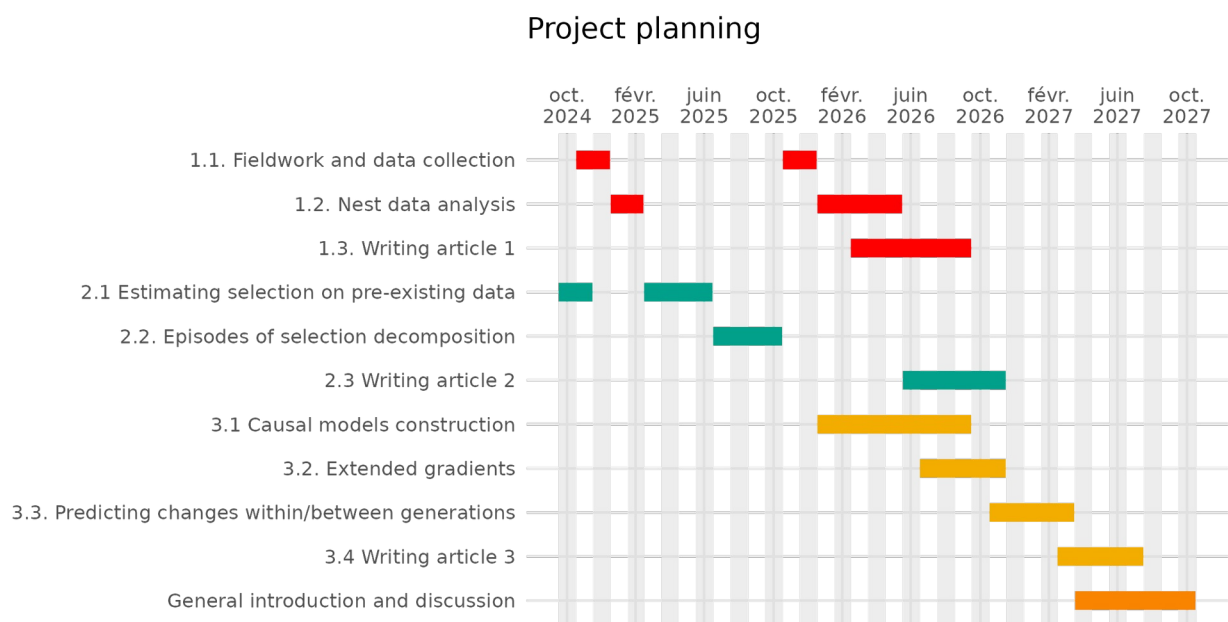 Project planning
oct. févr. juin oct. févr. juin oct. févr. juin oct.
2024 2025 2025 2025 2026 2026 2026 2027 2027 2027
1.1. Fieldwork and data collection
1.2. Nest data analysis
1.3. Writing article 1
2.1 Estimating selection on pre-existing data
2.2. Episodes of selection decomposition
2.3 Writing article 2
3.1 Causal models construction
3.2. Extended gradients
3.3. Predicting changes within/between generations
3.4 Writing article 3
General introduction and discussion